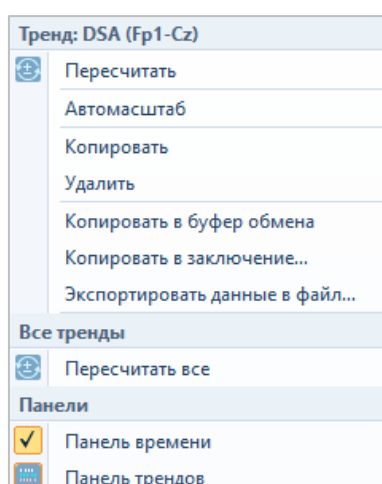 Тренд: DSA (Fp1-Cz)
Пересчитать
Автомасштаб
Копировать
Удалить
Копировать в буфер обмена
Копировать в заключение...
Экспортировать данные в файл...
Все тренды
Пересчитать все
Панели
Панель времени
Панель трендов